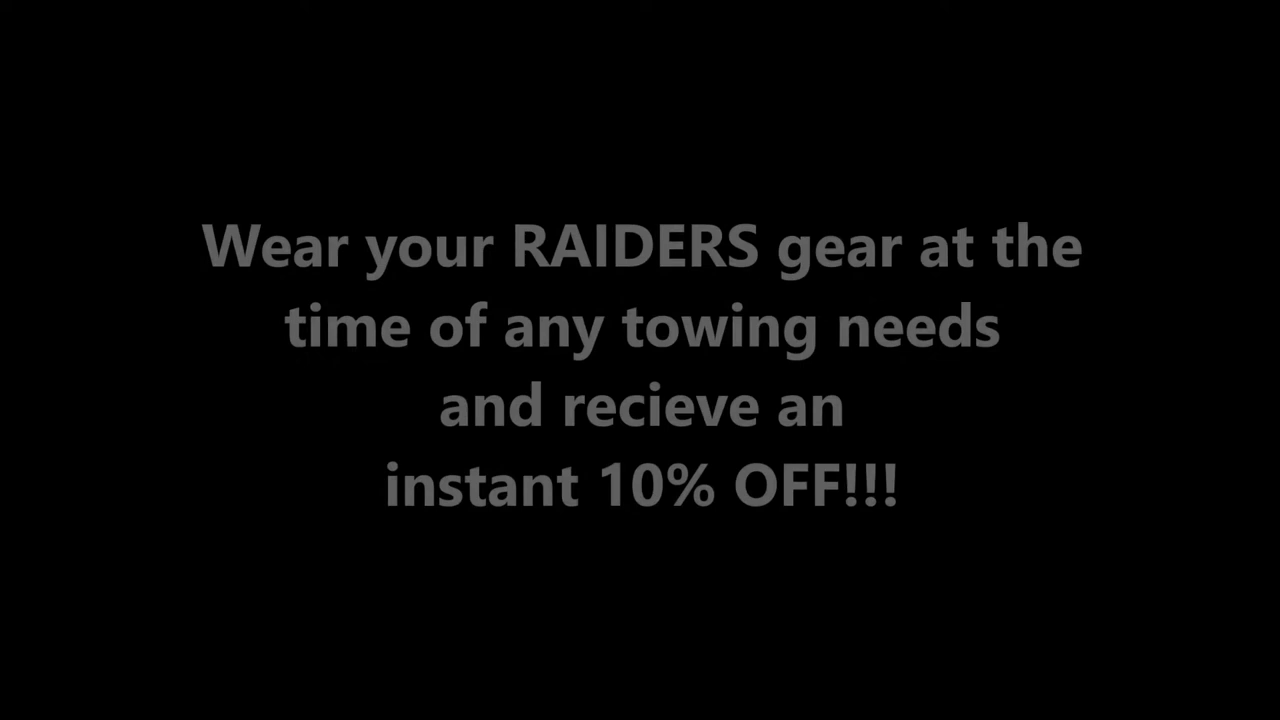 Wear your RAIDERS gear at the
time of any towing needs
and recieve an
instant 10% OFF!!!